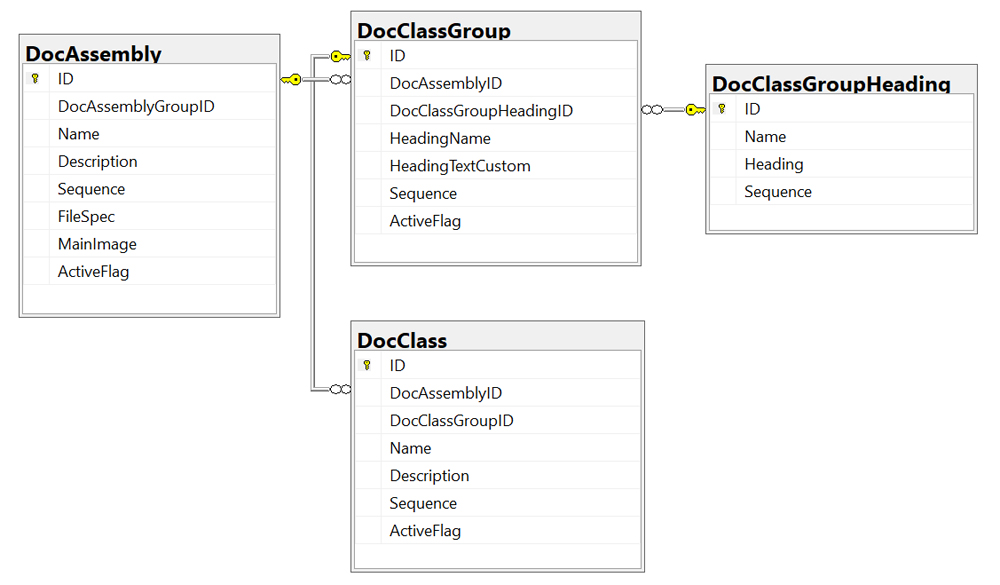 DocAssembly
ID
DocAssemblyGroupID
Name
Description
Sequence
FileSpec
MainImage
ActiveFlag
DocClassGroup
ID
DocAssemblyID
DocClassGroupHeadingID
HeadingName
HeadingTextCustom
Sequence
ActiveFlag
DocClassGroupHeading
ID
Name
Heading
Sequence
DocClass
ID
DocAssemblyID
DocClassGroupID
Name
Description
Sequence
ActiveFlag